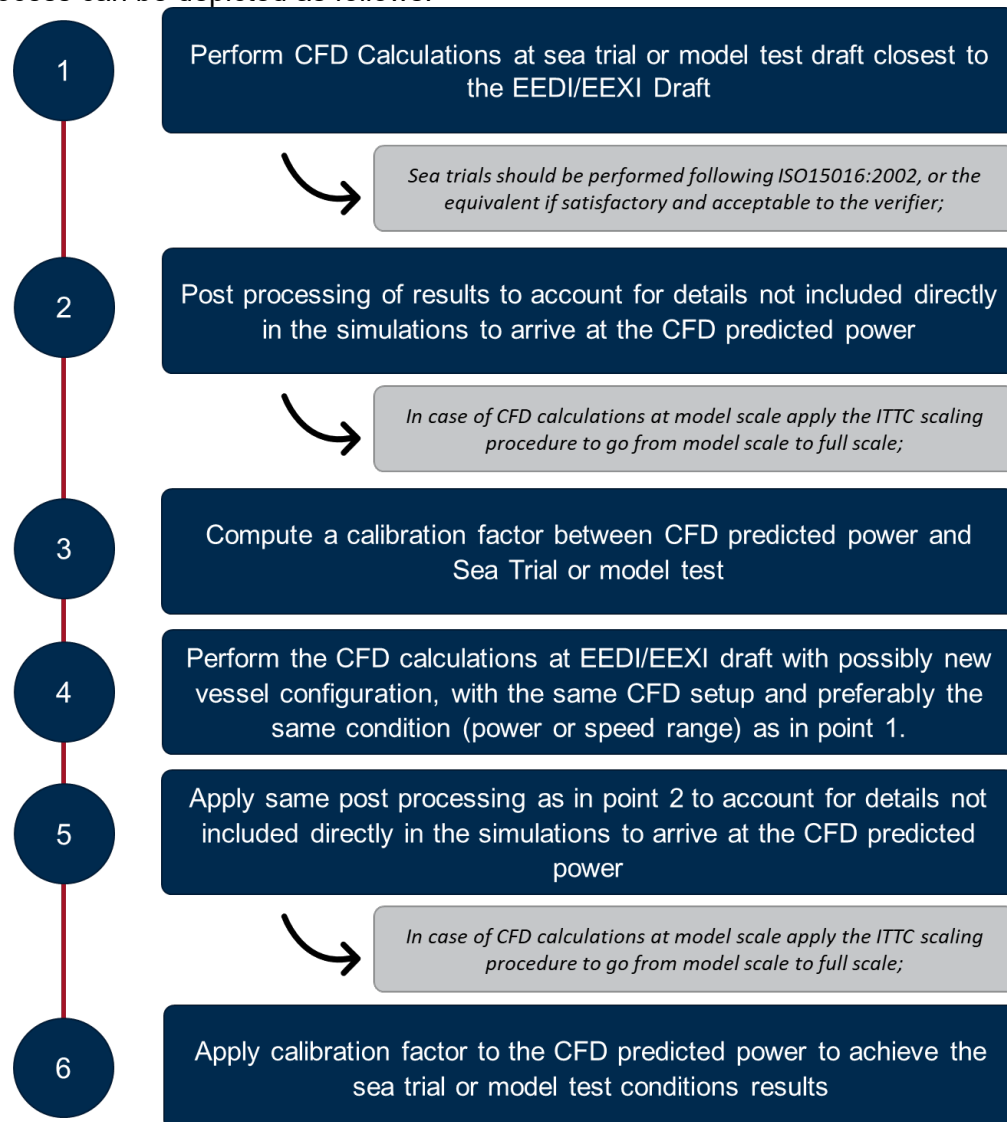 1
Perform CFD Calculations at sea trial or model test draft closest to
the EEDI/EEXI Draft
Sea trials should be performed following ISO15016:2002, or the
equivalent if satisfactory and acceptable to the verifier;
2
Post processing of results to account for details not included directly
in the simulations to arrive at the CFD predicted power
In case of CFD calculations at model scale apply the ITTC scaling
procedure to go from model scale to full scale;
3
Compute a calibration factor between CFD predicted power and
Sea Trial or model test
4
Perform the CFD calculations at EEDI/EEXI draft with possibly new
vessel configuration, with the same CFD setup and preferably the
same condition (power or speed range) as in point 1.
5
Apply same post processing as in point 2 to account for details not
included directly in the simulations to arrive at the CFD predicted
power
In case of CFD calculations at model scale apply the ITTC scaling
procedure to go from model scale to full scale;
6
Apply calibration factor to the CFD predicted power to achieve the
sea trial or model test conditions results